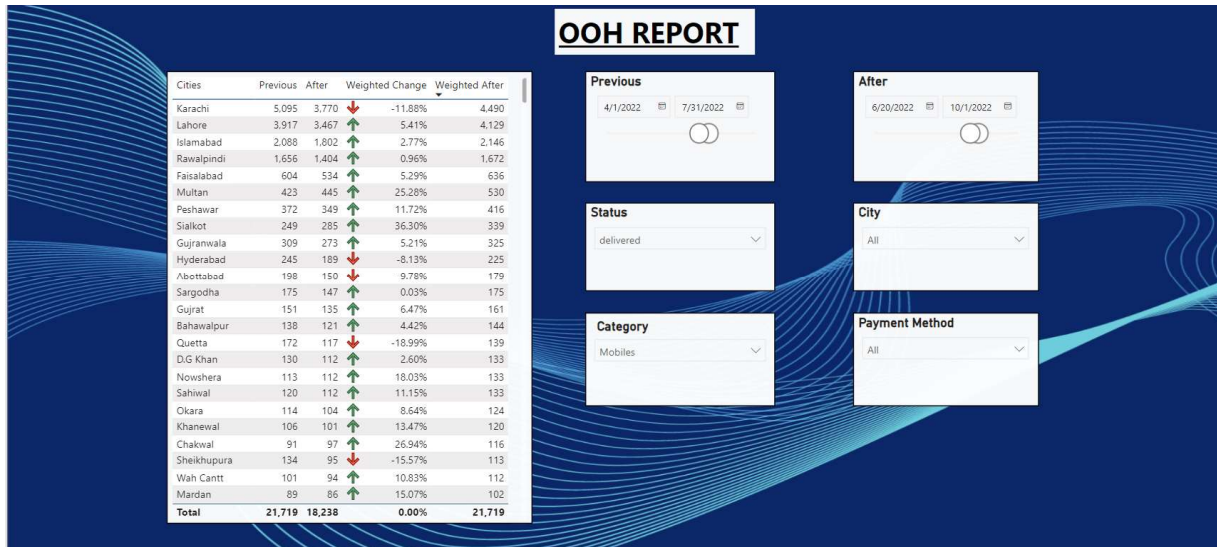 OOH REPORT
Cities Previous After Weighted Change Weighted After
Karachi 5,095 3,770 -11.88% 4,490
Lahore 3,917 3,467 5.41% 4,129
Islamabad 2,088 1,802 2.77% 2,146
Rawalpindi 1,656 1,404 0.96% 1,672
Faisalabad 604 534 5.29% 636
Multan 423 445 25.28% 530
Peshawar 372 349 11.72% 416
Sialkot 249 285 36.30% 339
Gujranwala 309 273 5.21% 325
Hyderabad 245 189 -8.13% 225
Abottabad 198 150 9.78% 179
Sargodha 175 147 0.03% 175
Gujrat 151 135 6.47% 161
Bahawalpur 138 121 4.42% 144
Quetta 172 117 -18.99% 139
D.G Khan 130 112 2.60% 133
Nowshera 113 112 18.03% 133
Sahiwal 120 112 11.15% 133
Okara 114 104 8.64% 124
Khanewal 106 101 13.47% 120
Chakwal 91 97 26.94% 116
Sheikhupura 134 95 -15.57% 113
Wah Cantt 101 94 10.83% 112
Mardan 89 86 15.07% 102
Total 21,719 18,238 0.00% 21,719
Previous
4/1/2022 7/31/2022
After
6/20/2022 10/1/2022
Status
delivered
City
All
Category
Mobiles
Payment Method
All